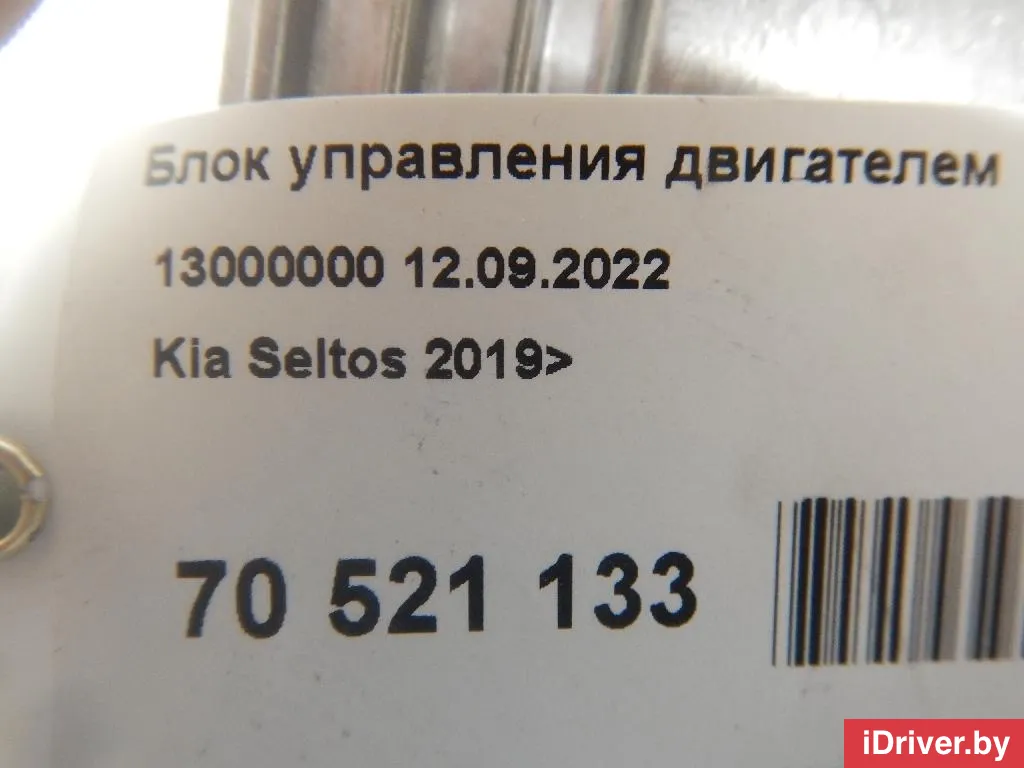 Блок управления двигателем
13000000 12.09.2022
Kia Seltos 2019>
70 521 133
iDriver.by